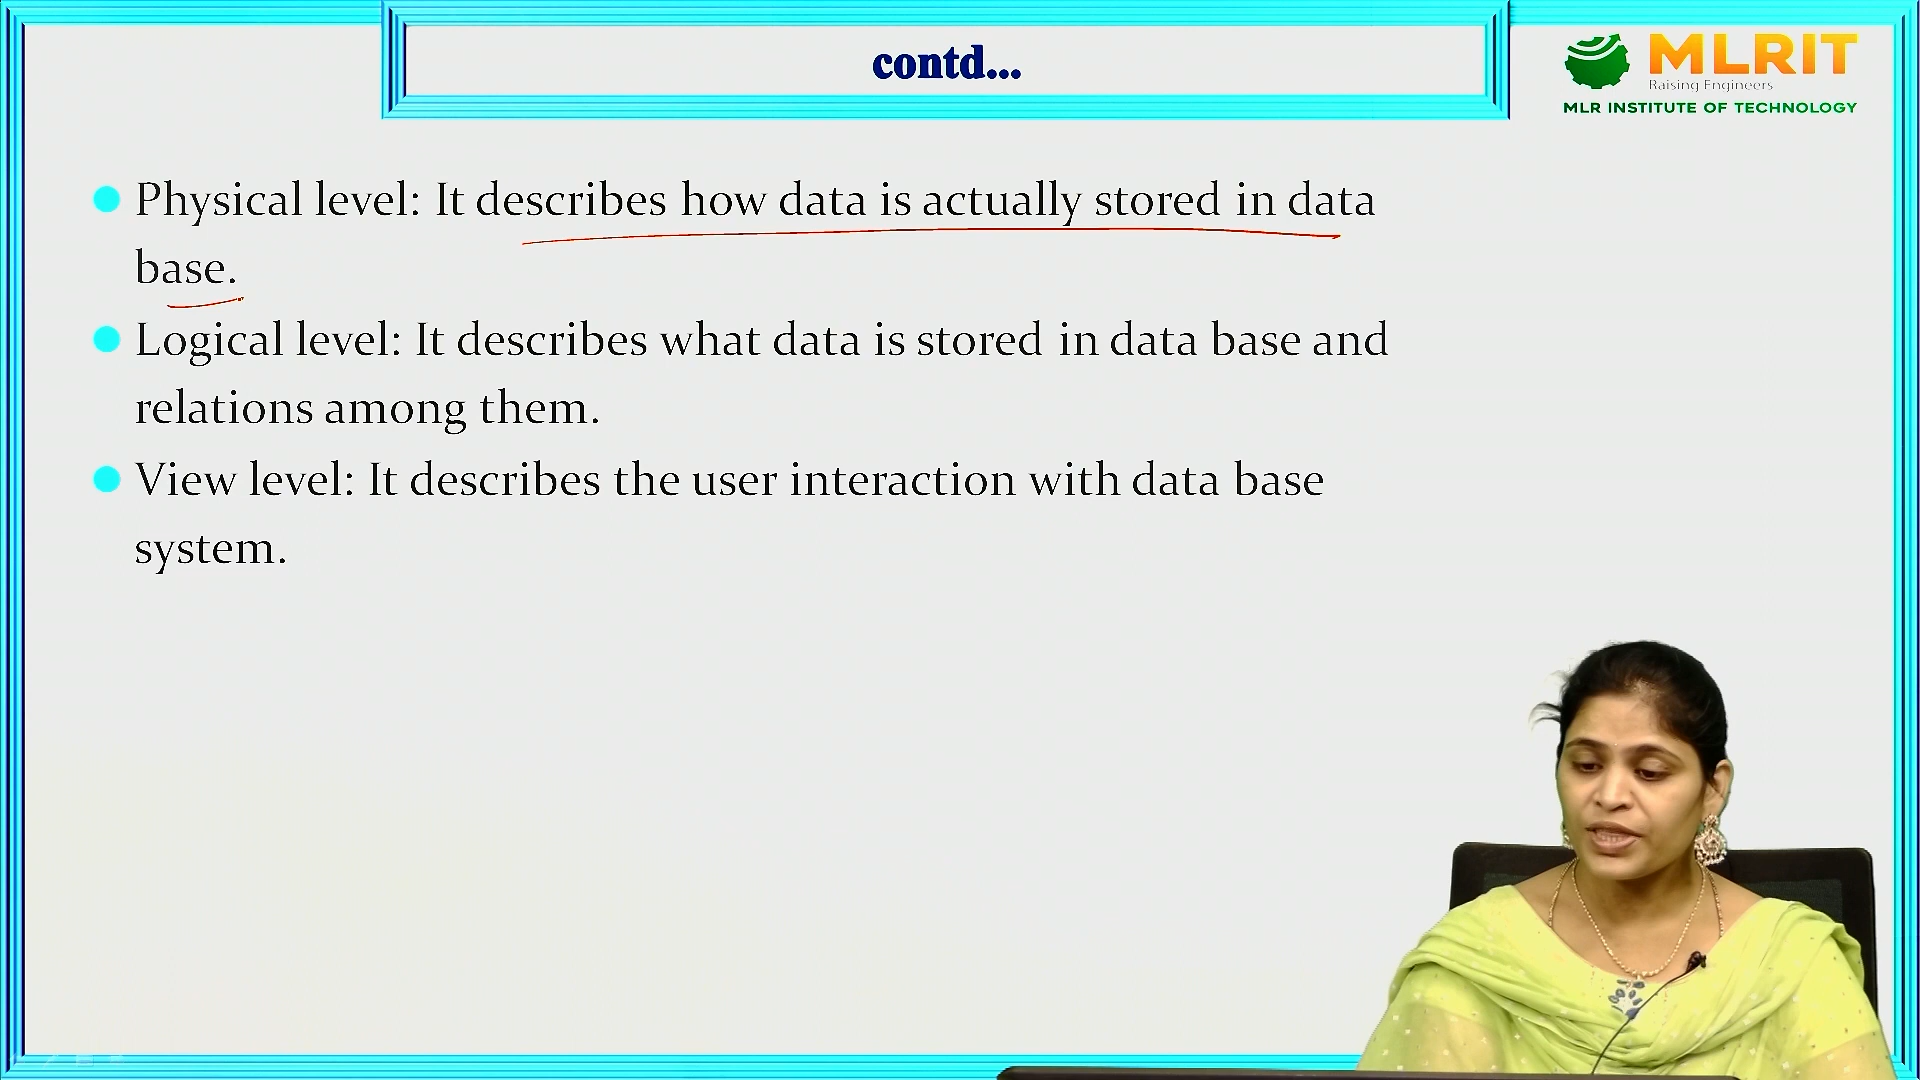 contd...
MLRIT
Raising Engineers
MLR INSTITUTE OF TECHNOLOGY
Physical level: It describes how data is actually stored in data
base.
Logical level: It describes what data is stored in data base and
relations among them.
View level: It describes the user interaction with data base
system.